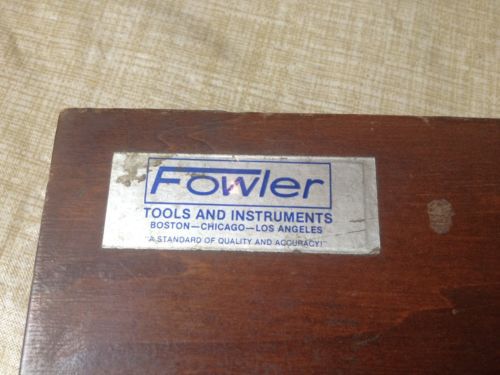 Fowler
TOOLS AND INSTRUMENTS
BOSTON—CHICAGO—LOS ANGELES
"A STANDARD OF QUALITY AND ACCURACY!"